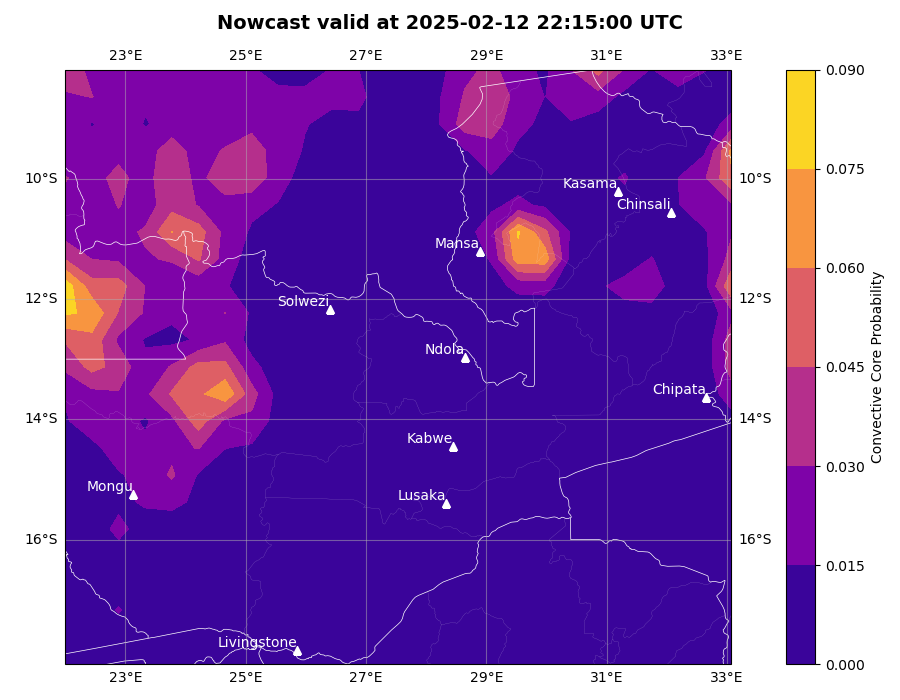 Nowcast valid at 2025-02-12 22:15:00 UTC
23°E 25°E 27°E 29°E 31°E 33°E
0.090
0.075
10°S 10°S
Kasama
Chinsali
Mansa
0.060
12°S 12°S
Solwezi
Ndola
0.045
Chipata
14°S 14°S
Kabwe
0.030
Mongu
Lusaka
16°S 16°S
0.015
Livingstone
0.000
23°E 25°E 27°E 29°E 31°E 33°E
Convective Core Probability